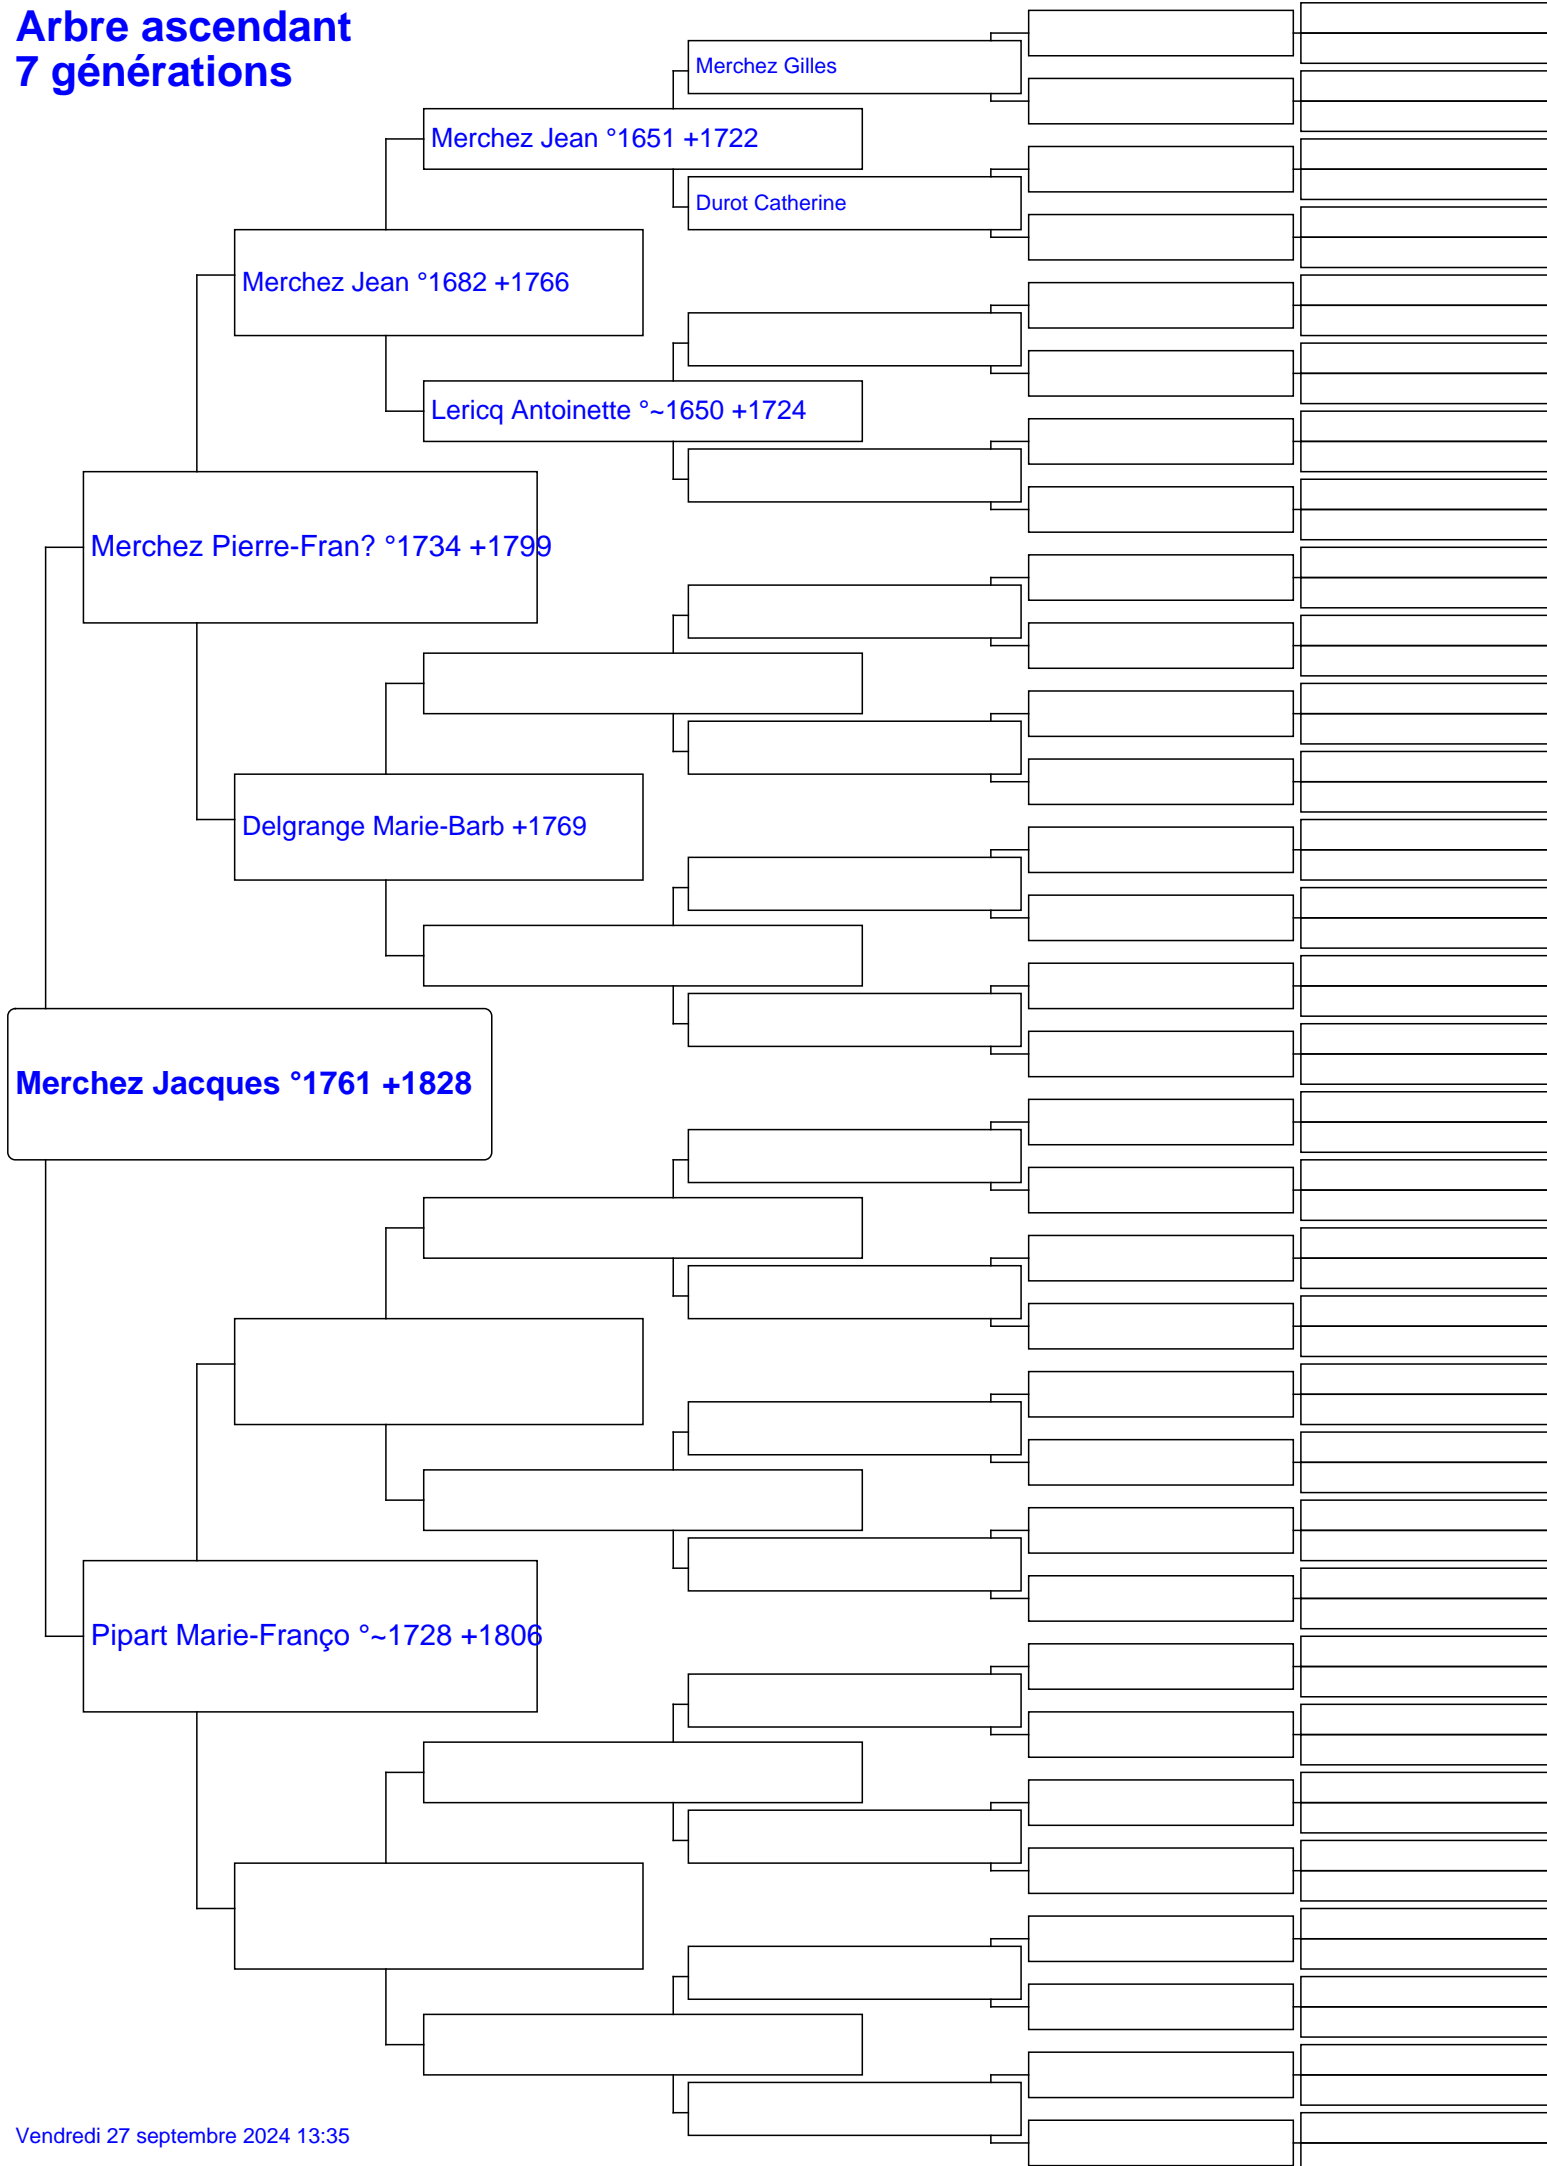 Arbre ascendant
7 générations
Merchez Gilles
Merchez Jean °1651 +1722
Durot Catherine
Merchez Jean °1682 +1766
Lericq Antoinette °~1650 +1724
Merchez Pierre-Fran? °1734 +1799
Delgrange Marie-Barb +1769
Merchez Jacques °1761 +1828
Pipart Marie-Franço °~1728 +1806
Vendredi 27 septembre 2024 13:35